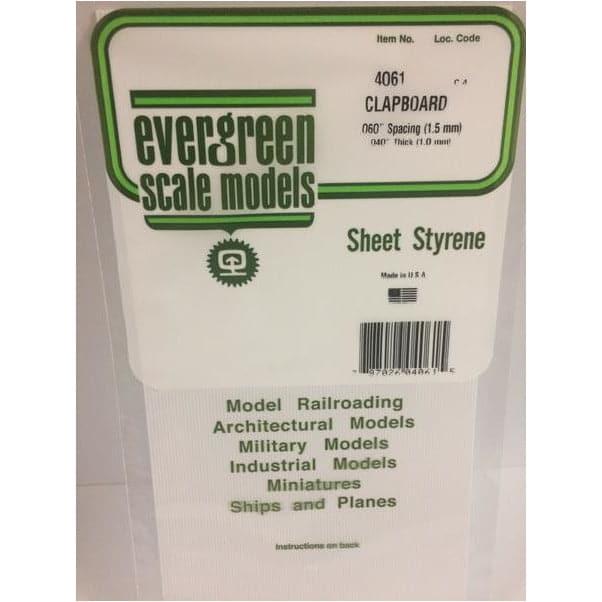 Item No. Loc. Code
4061
CLAPBOARD
.060" Spacing (1.5 mm)
.040" Thick (1.0 mm)
evergreen
scale models
Sheet Styrene
Made in U S A
Model Railroading
Architectural Models
Military Models
Industrial Models
Miniatures
Ships and Planes
Instructions on back